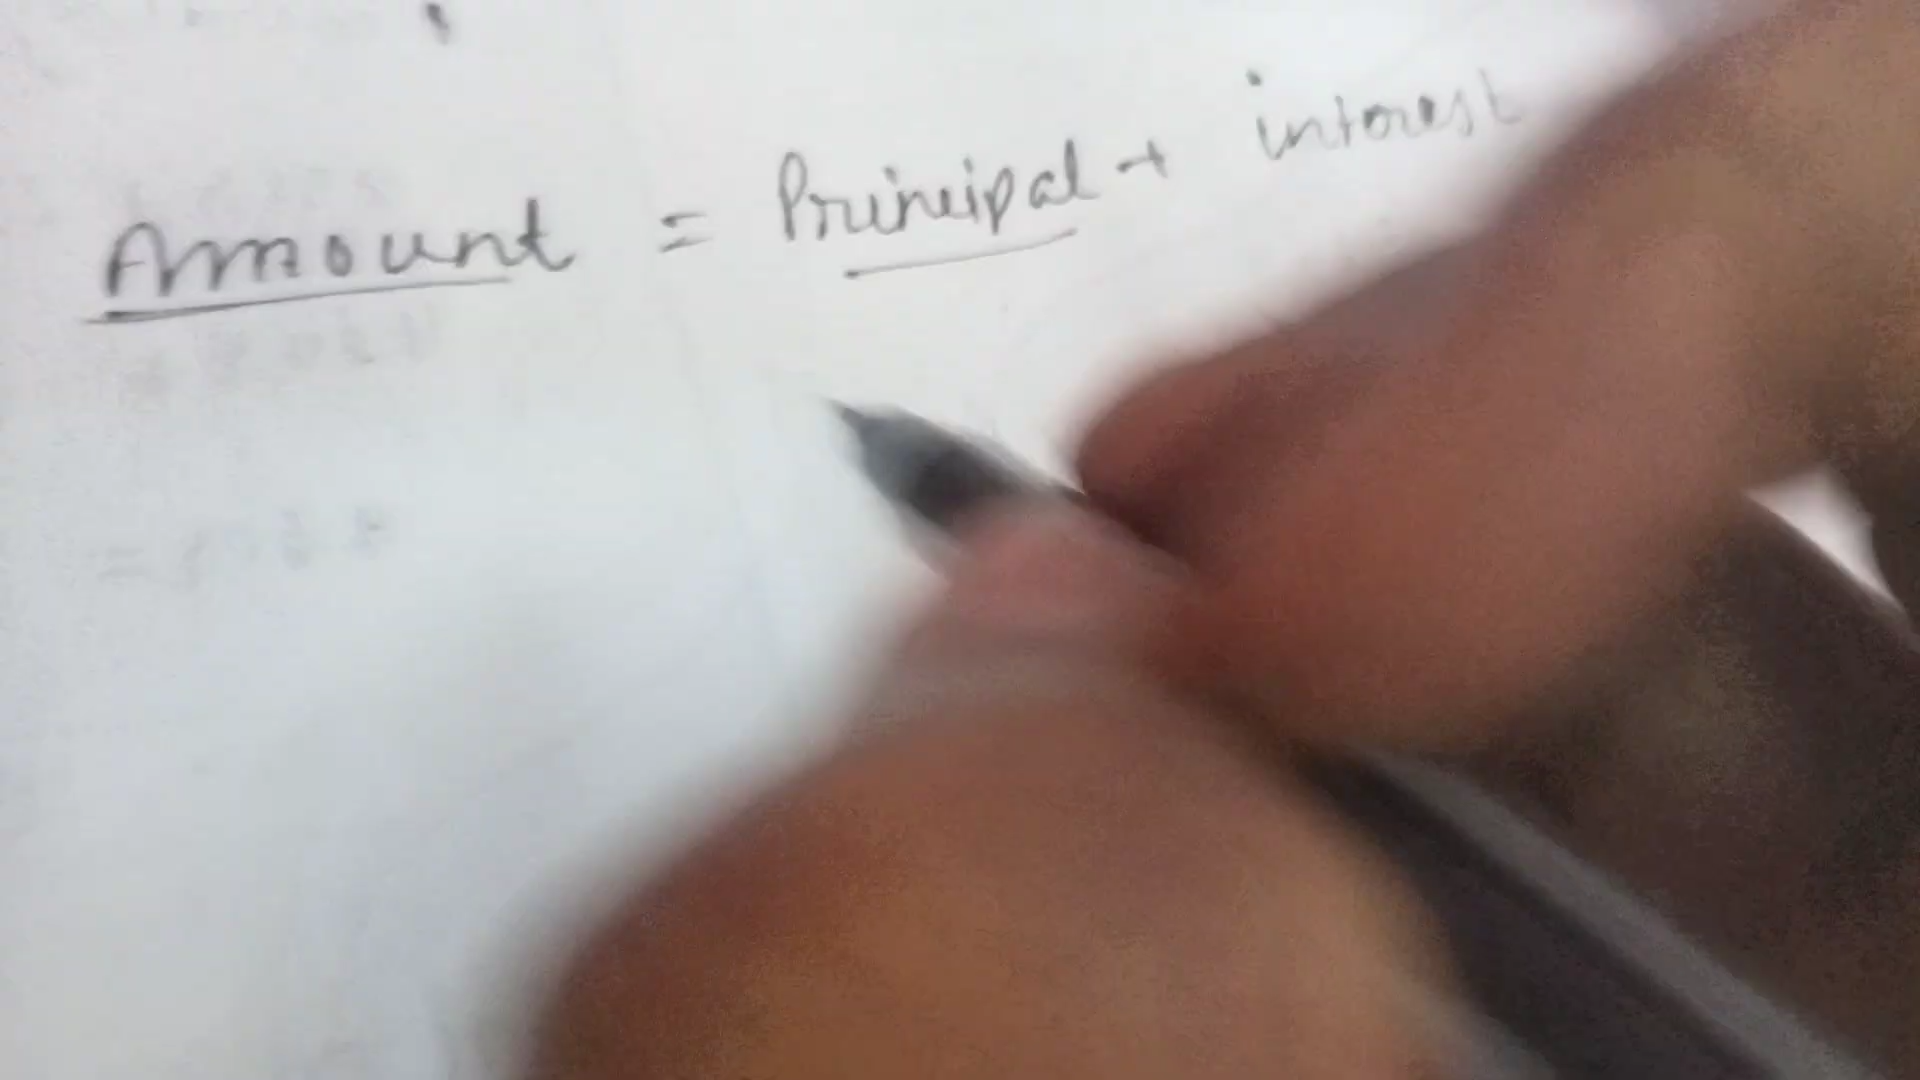 Amount = Principal + interest